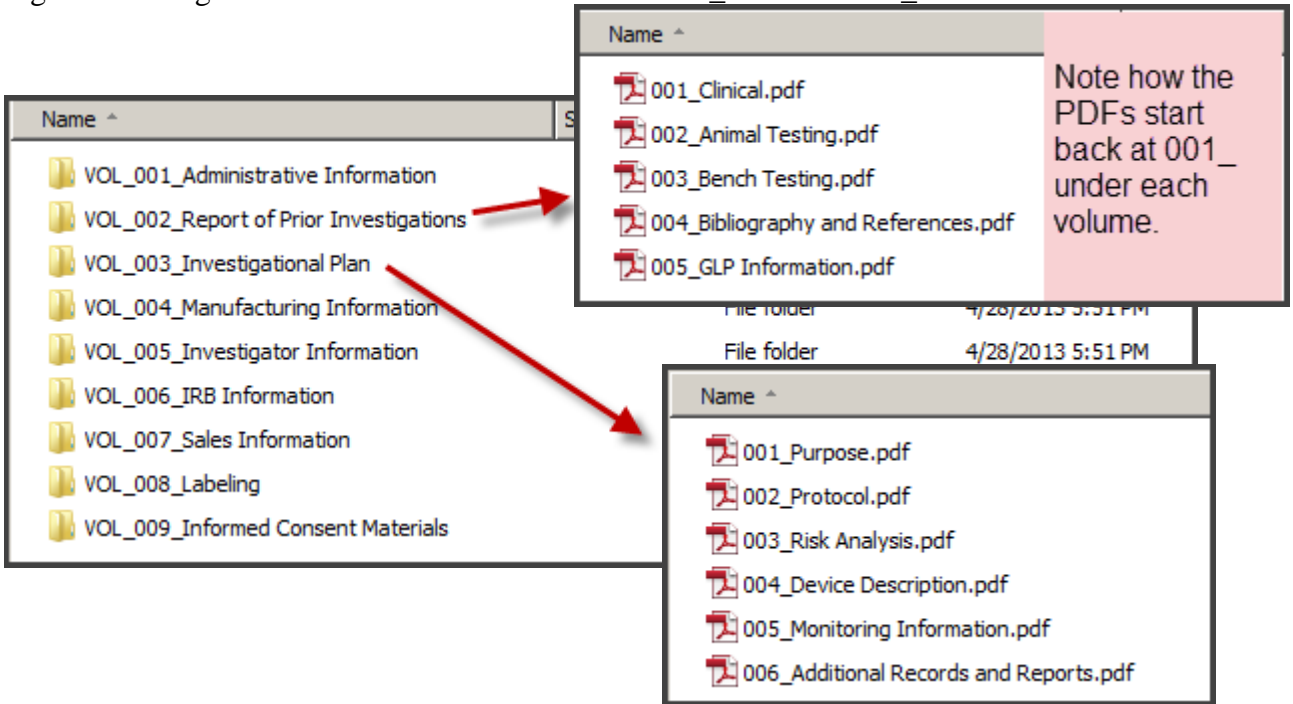 Name
001_Clinical.pdf
002_Animal Testing.pdf
003_Bench Testing.pdf
004_Bibliography and References.pdf
005_GLP Information.pdf
Note how the
PDFs start
back at 001_
under each
volume.
Name
S
VOL_001_Administrative Information
VOL_002_Report of Prior Investigations
VOL_003_Investigational Plan
VOL_004_Manufacturing Information
File folder
4/28/2013 5:51 PM
VOL_005_Investigator Information
File folder
4/28/2013 5:51 PM
VOL_006_IRB Information
VOL_007_Sales Information
VOL_008_Labeling
VOL_009_Informed Consent Materials
Name
001_Purpose.pdf
002_Protocol.pdf
003_Risk Analysis.pdf
004_Device Description.pdf
005_Monitoring Information.pdf
006_Additional Records and Reports.pdf